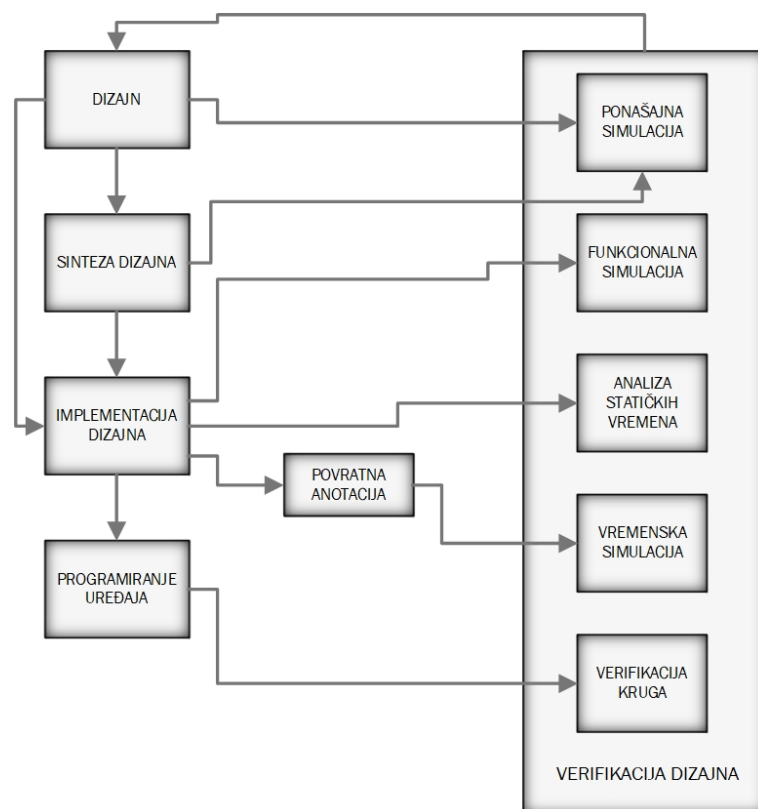 DIZAJN
PONAŠAJNA
SIMULACIJA
SINTEZA DIZAJNA
FUNKCIONALNA
SIMULACIJA
IMPLEMENTACIJA
DIZAJNA
ANALIZA
STATIČKIH
VREMENA
POVRATNA
ANOTACIJA
VREMENSKA
SIMULACIJA
PROGRAMIRANJE
UREĐAJA
VERIFIKACIJA
KRUGA
VERIFIKACIJA DIZAJNA